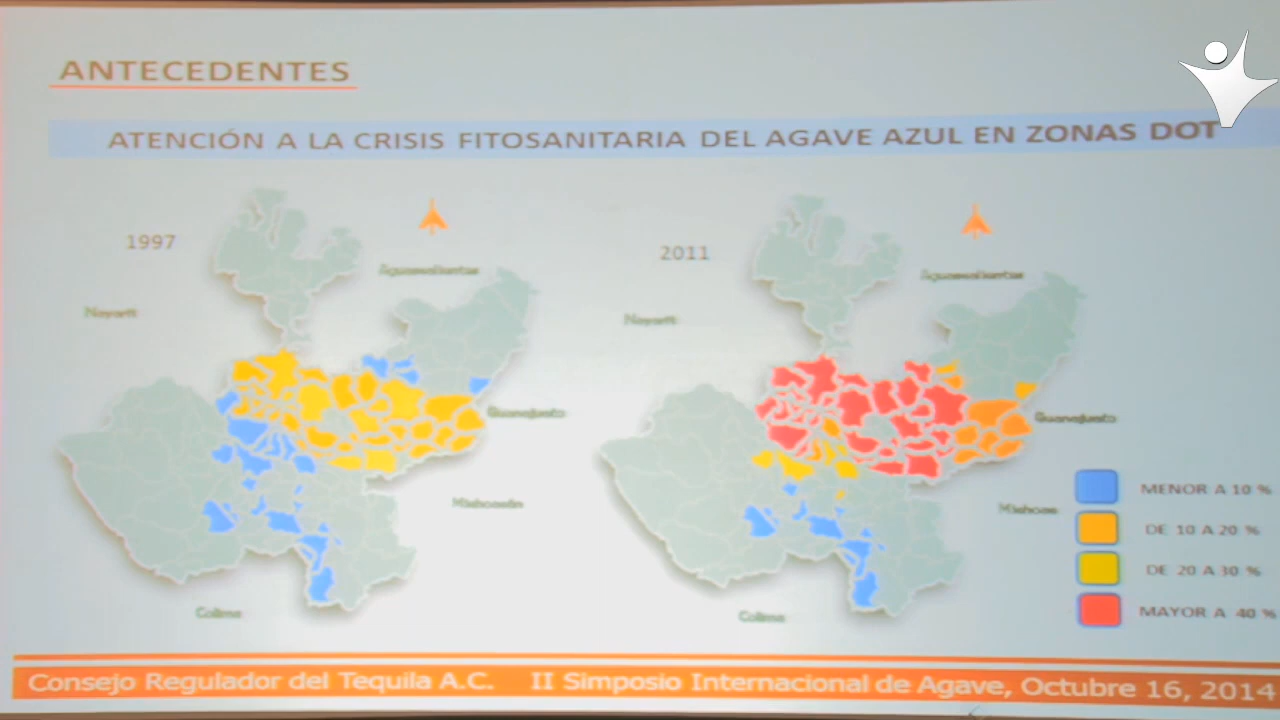 ANTECEDENTES
ATENCIÓN A LA CRISIS FITOSANITARIA DEL AGAVE AZUL EN ZONAS DOT
1997
2011
Aguascalientes
Aguascalientes
Nayarit
Nayarit
Guanajuato
Guanajuato
Michoacán
Michoac
Colima
Colima
MENOR A 10 %
DE 10 A 20 %
DE 20 A 30 %
MAYOR A 40 %
Consejo Regulador del Tequila A.C. II Simposio Internacional de Agave, Octubre 16, 2014